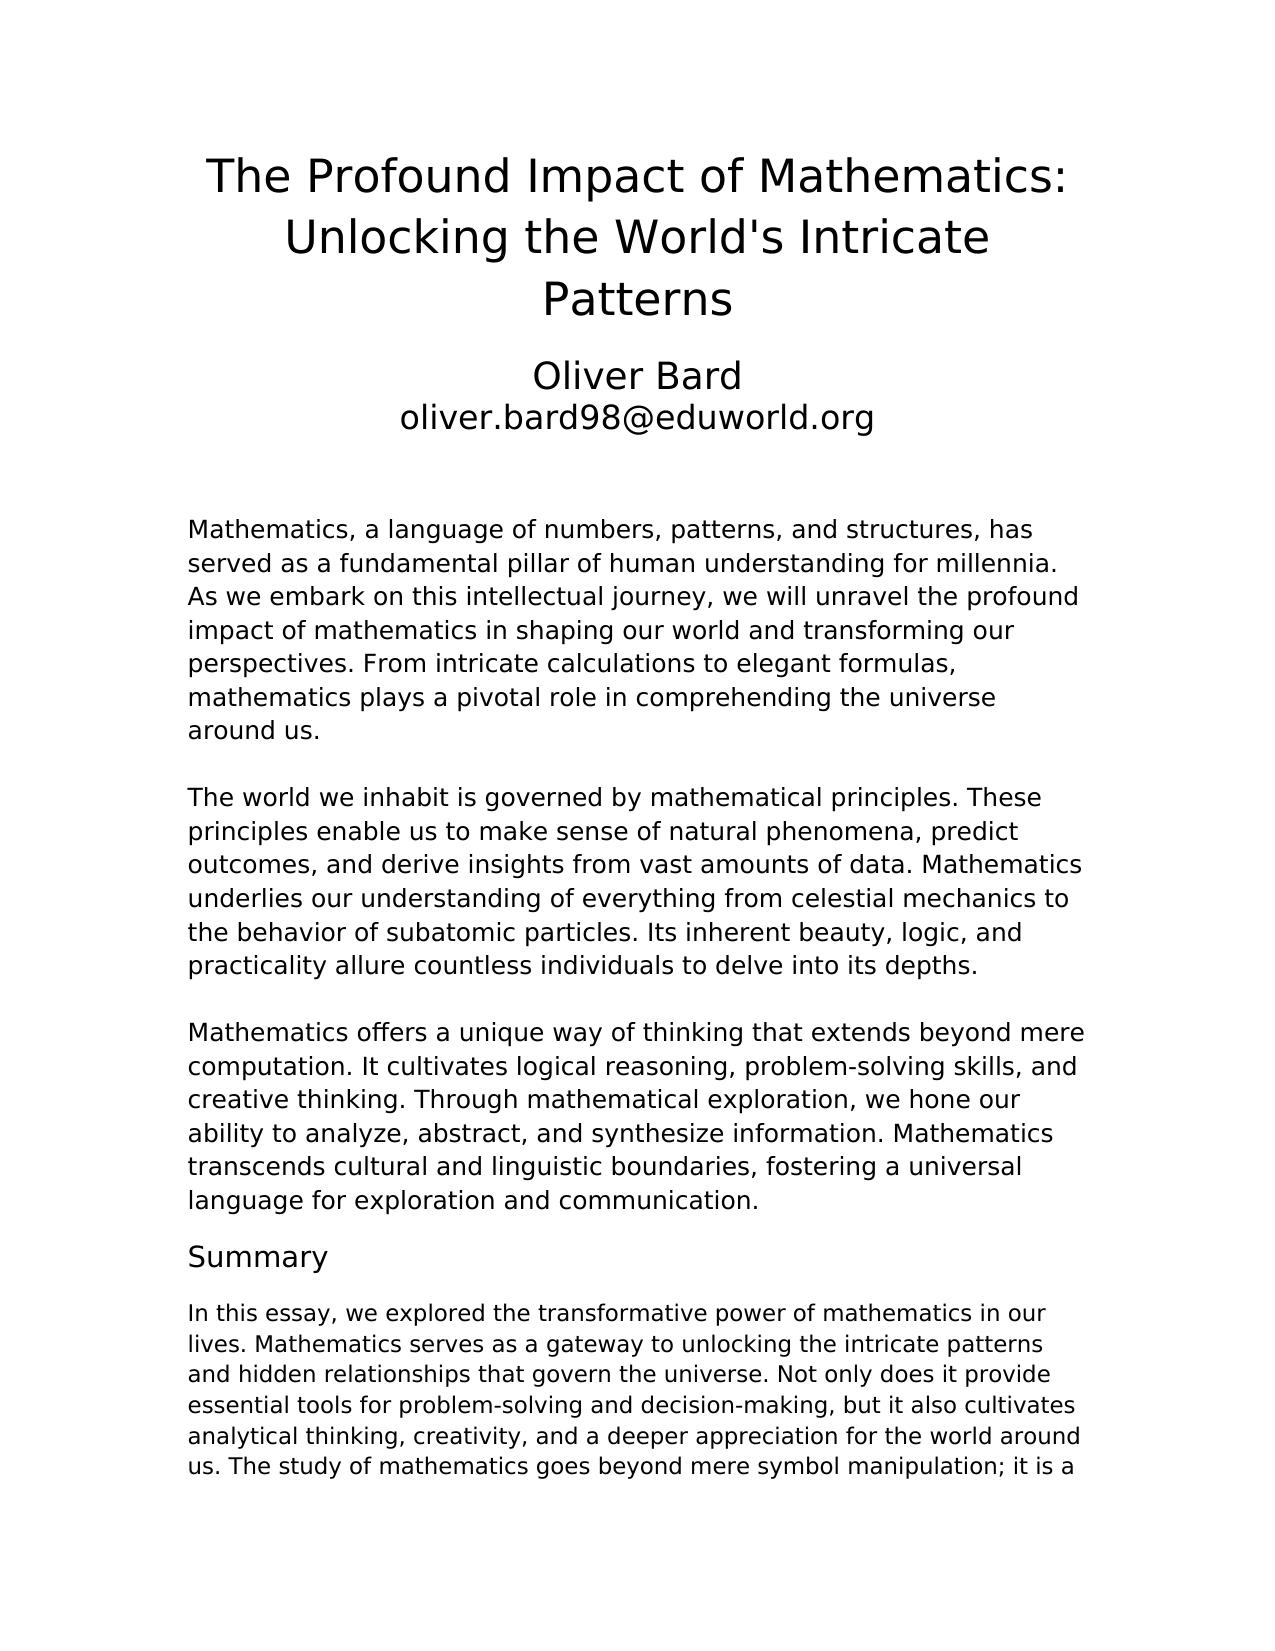 The Profound Impact of Mathematics:
Unlocking the World's Intricate
Patterns
Oliver Bard
oliver.bard98@eduworld.org
Mathematics, a language of numbers, patterns, and structures, has
served as a fundamental pillar of human understanding for millennia.
As we embark on this intellectual journey, we will unravel the profound
impact of mathematics in shaping our world and transforming our
perspectives. From intricate calculations to elegant formulas,
mathematics plays a pivotal role in comprehending the universe
around us.
The world we inhabit is governed by mathematical principles. These
principles enable us to make sense of natural phenomena, predict
outcomes, and derive insights from vast amounts of data. Mathematics
underlies our understanding of everything from celestial mechanics to
the behavior of subatomic particles. Its inherent beauty, logic, and
practicality allure countless individuals to delve into its depths.
Mathematics offers a unique way of thinking that extends beyond mere
computation. It cultivates logical reasoning, problem-solving skills, and
creative thinking. Through mathematical exploration, we hone our
ability to analyze, abstract, and synthesize information. Mathematics
transcends cultural and linguistic boundaries, fostering a universal
language for exploration and communication.
Summary
In this essay, we explored the transformative power of mathematics in our
lives. Mathematics serves as a gateway to unlocking the intricate patterns
and hidden relationships that govern the universe. Not only does it provide
essential tools for problem-solving and decision-making, but it also cultivates
analytical thinking, creativity, and a deeper appreciation for the world around
us. The study of mathematics goes beyond mere symbol manipulation; it is a